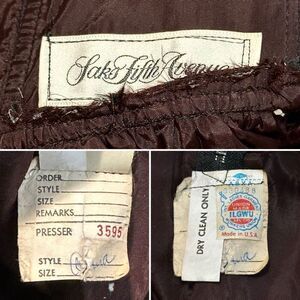 Saks Fifth Avenue
ORDER
STYLE
SIZE
REMARKS
PRESSER 3595
STYLE
SIZE
DRY CLEAN ONLY
UNION MADE
ILGWU
Made in U.S.A.